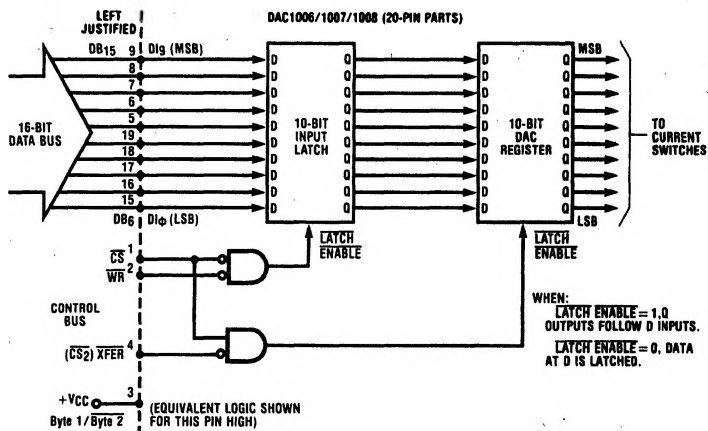 LEFT
JUSTIFIED
DAC1006/1007/1008 (20-PIN PARTS)
DB15 9 DI9 (MSB)
8
7
6
5
19
18
17
16
15
DB6 DIφ (LSB)
16-BIT
DATA BUS
D Q
D Q
D Q
D Q
D Q
D Q
D Q
D Q
D Q
D Q
10-BIT
INPUT
LATCH
D Q
D Q
D Q
D Q
D Q
D Q
D Q
D Q
D Q
D Q
10-BIT
DAC
REGISTER
MSB
LSB
TO
CURRENT
SWITCHES
LATCH
ENABLE
LATCH
ENABLE
CS 1
WR 2
CONTROL
BUS
(CS2) XFER 4
+VCC 3
Byte 1/Byte 2
(EQUIVALENT LOGIC SHOWN
FOR THIS PIN HIGH)
WHEN:
LATCH ENABLE = 1, Q
OUTPUTS FOLLOW D INPUTS.
LATCH ENABLE = 0, DATA
AT D IS LATCHED.